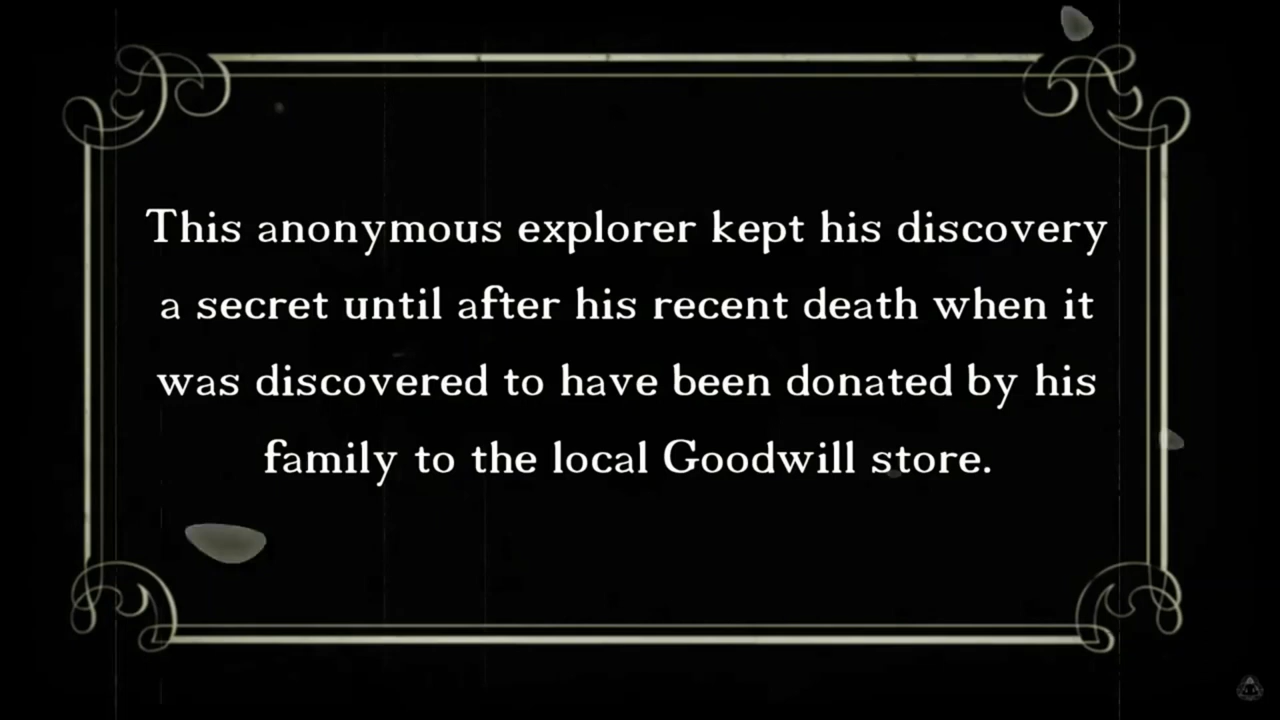 This anonymous explorer kept his discovery
a secret until after his recent death when it
was discovered to have been donated by his
family to the local Goodwill store.